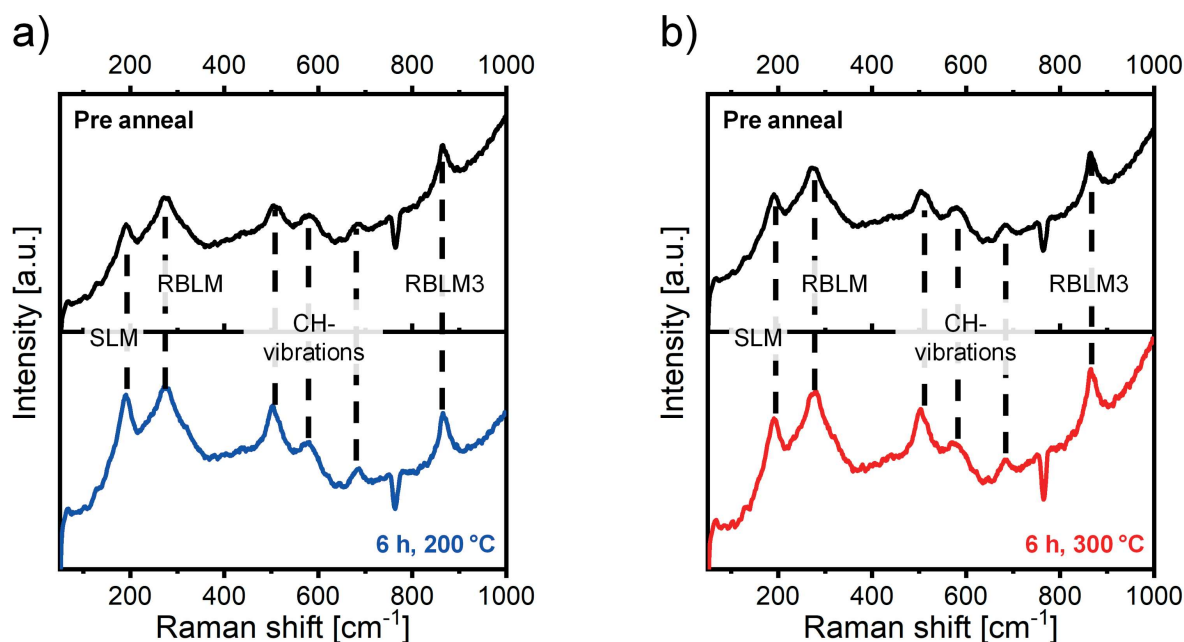 a)
200 400 600 800 1000
Pre anneal
RBLM
RBLM3
SLM
CH-
vibrations
6 h, 200 °C
Intensity [a.u.]
200 400 600 800 1000
Raman shift [cm⁻¹]
b)
200 400 600 800 1000
Pre anneal
RBLM
RBLM3
SLM
CH-
vibrations
6 h, 300 °C
Intensity [a.u.]
200 400 600 800 1000
Raman shift [cm⁻¹]